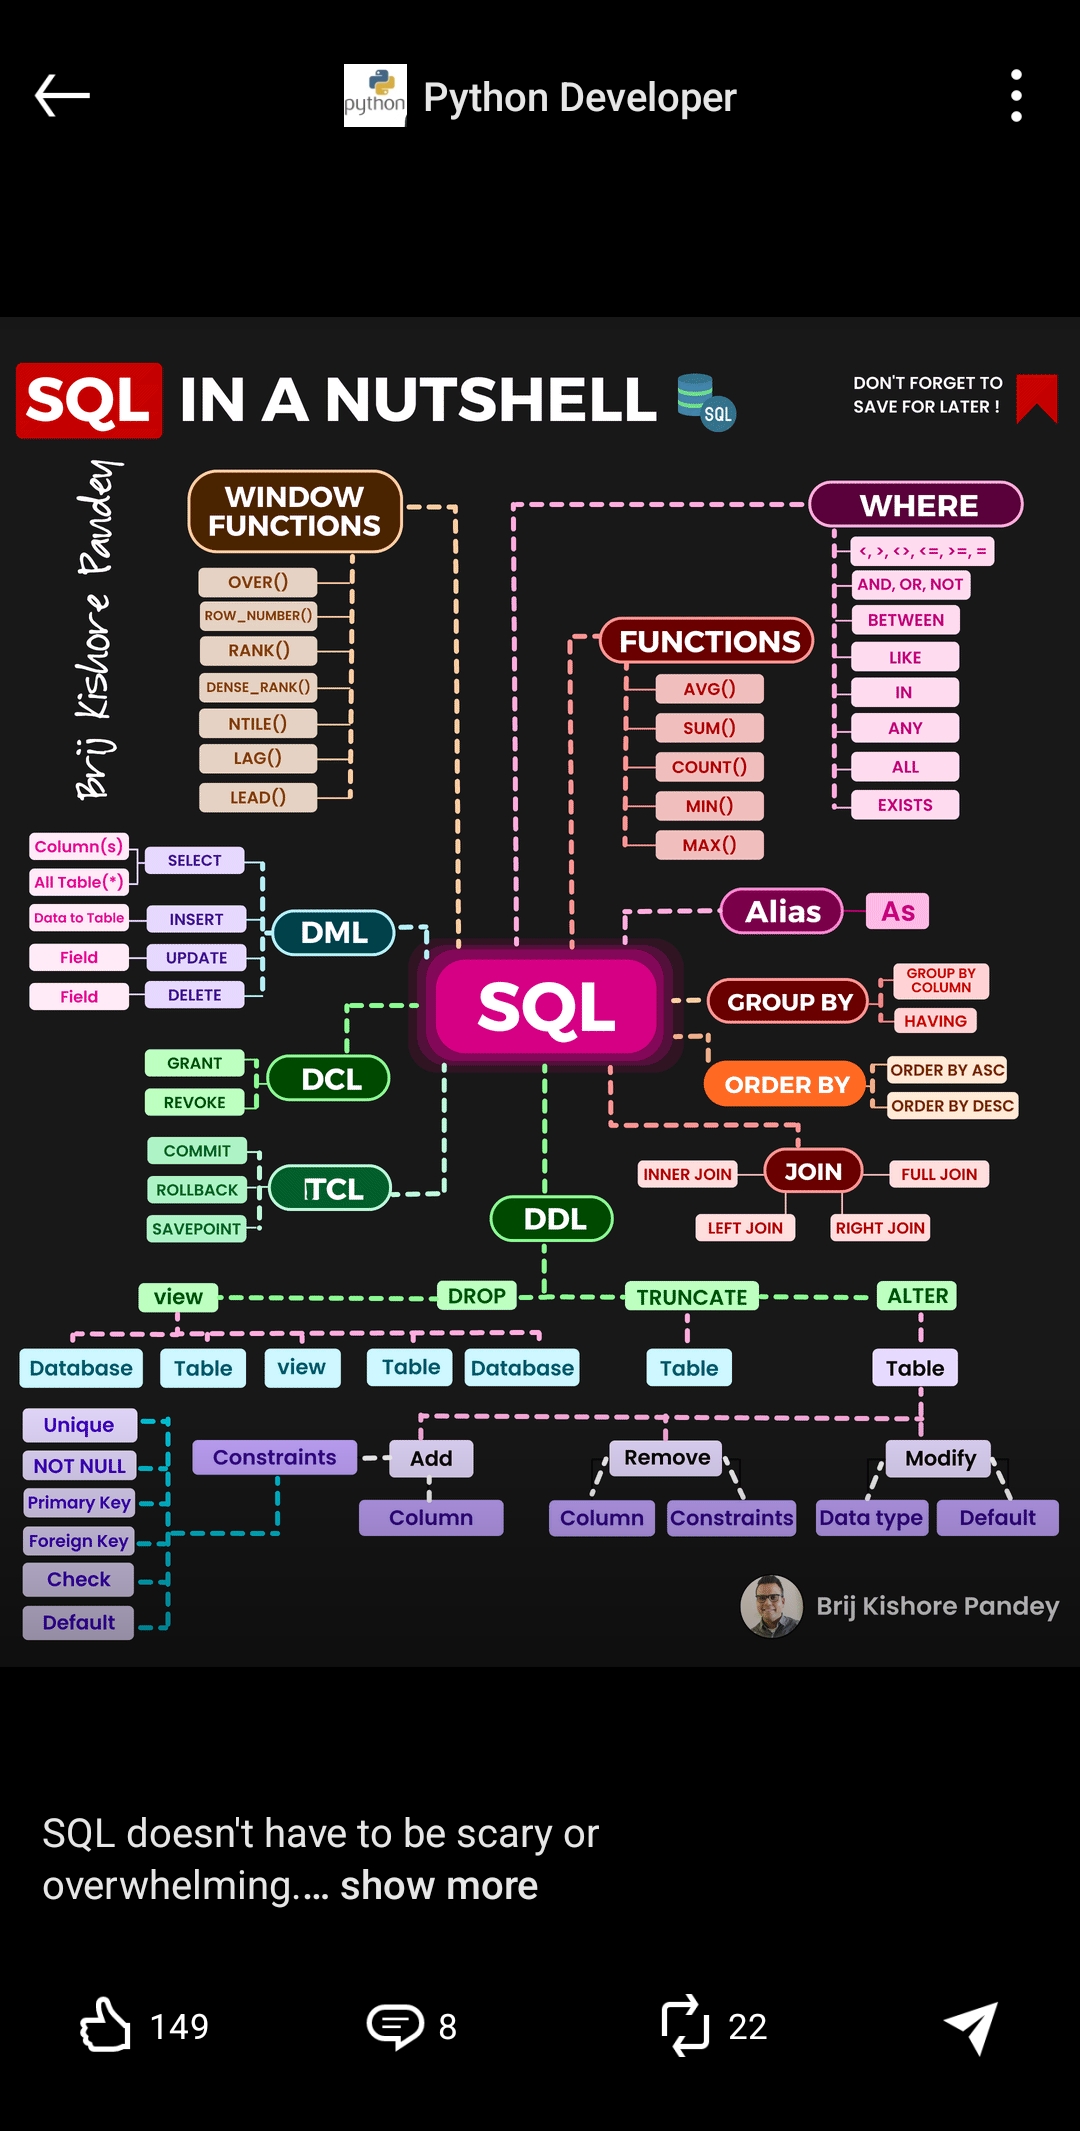 python
Python Developer
SQL IN A NUTSHELL
SQL
DON'T FORGET TO
SAVE FOR LATER !
Brij Kishore Pandey
WINDOW
FUNCTIONS
OVER()
ROW_NUMBER()
RANK()
DENSE_RANK()
NTILE()
LAG()
LEAD()
WHERE
<, >, <>, <=, >=, =
AND, OR, NOT
BETWEEN
LIKE
IN
ANY
ALL
EXISTS
FUNCTIONS
AVG()
SUM()
COUNT()
MIN()
MAX()
Column(s)
All Table(*)
SELECT
Data to Table
INSERT
Field
UPDATE
Field
DELETE
DML
Alias
As
SQL
GROUP BY
GROUP BY
COLUMN
HAVING
ORDER BY
ORDER BY ASC
ORDER BY DESC
GRANT
REVOKE
DCL
COMMIT
ROLLBACK
SAVEPOINT
TCL
INNER JOIN
JOIN
FULL JOIN
LEFT JOIN
RIGHT JOIN
DDL
view
DROP
TRUNCATE
ALTER
Database
Table
view
Table
Database
Table
Table
Unique
NOT NULL
Primary Key
Foreign Key
Check
Default
Constraints
Add
Column
Remove
Column
Constraints
Modify
Data type
Default
Brij Kishore Pandey
SQL doesn't have to be scary or
overwhelming.... show more
149
8
22